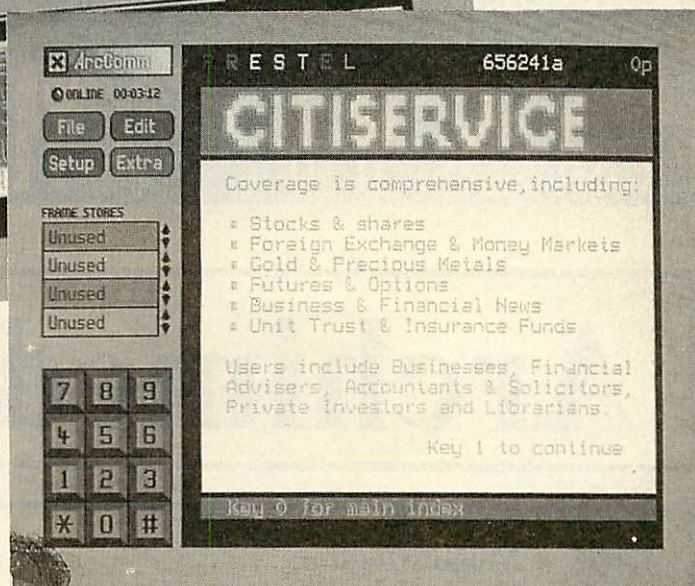 ArcComm
ONLINE 00:03:12
File Edit
Setup Extra
FRAME STORES
Unused
Unused
Unused
Unused
7 8 9
4 5 6
1 2 3
* 0 #
PRESTEL 656241a 0p
CITISERVICE
Coverage is comprehensive,including:
Stocks & shares
Foreign Exchange & Money Markets
Gold & Precious Metals
Futures & Options
Business & Financial News
Unit Trust & Insurance Funds
Users include Businesses, Financial
Advisers, Accountants & Solicitors,
Private Investors and Librarians.
Key 1 to continue
Key 0 for main index